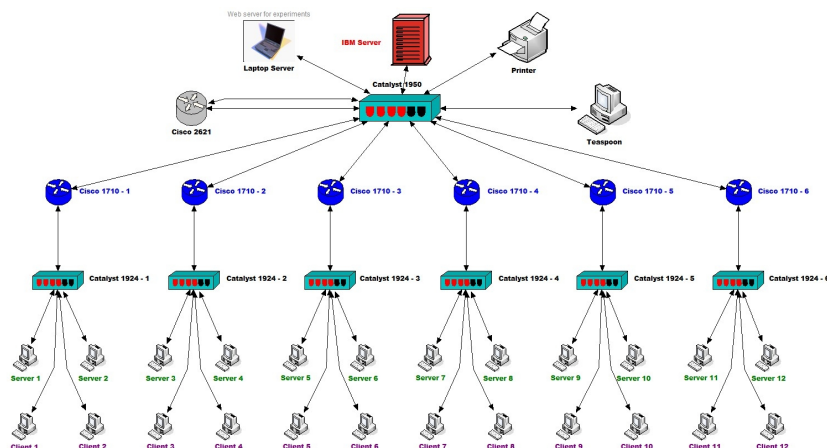 Web server for experiments
IBM Server
Laptop Server
Printer
Catalyst 1950
Cisco 2621
Teaspoon
Cisco 1710 - 1
Cisco 1710 - 2
Cisco 1710 - 3
Cisco 1710 - 4
Cisco 1710 - 5
Cisco 1710 - 6
Catalyst 1924 - 1
Catalyst 1924 - 2
Catalyst 1924 - 3
Catalyst 1924 - 4
Catalyst 1924 - 5
Catalyst 1924 - 6
Server 1
Server 2
Server 3
Server 4
Server 5
Server 6
Server 7
Server 8
Server 9
Server 10
Server 11
Server 12
Client 1
Client 2
Client 3
Client 4
Client 5
Client 6
Client 7
Client 8
Client 9
Client 10
Client 11
Client 12